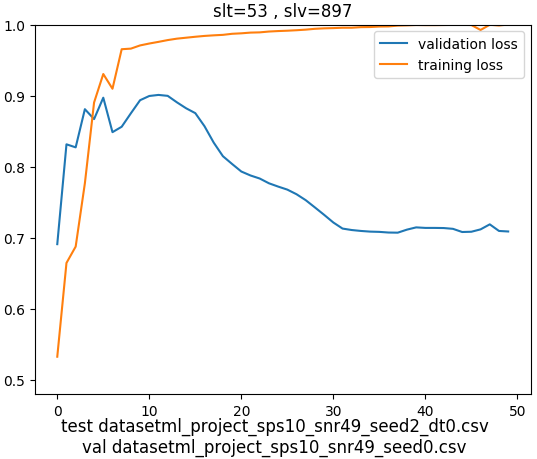 slt=53 , slv=897
1.0
0.9
0.8
0.7
0.6
0.5
validation loss
training loss
0 10 20 30 40 50
test datasetml_project_sps10_snr49_seed2_dt0.csv
val datasetml_project_sps10_snr49_seed0.csv